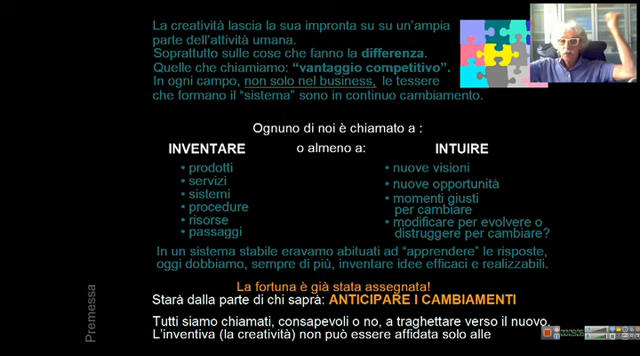 La creatività lascia la sua impronta su su un'ampia
parte dell'attività umana.
Soprattutto sulle cose che fanno la differenza.
Quelle che chiamiamo: "vantaggio competitivo".
In ogni campo, non solo nel business, le tessere
che formano il "sistema" sono in continuo cambiamento.
Ognuno di noi è chiamato a :
INVENTARE o almeno a: INTUIRE
• prodotti
• servizi
• sistemi
• procedure
• risorse
• passaggi
• nuove visioni
• nuove opportunità
• momenti giusti
per cambiare
• modificare per evolvere o
distruggere per cambiare?
In un sistema stabile eravamo abituati ad "apprendere" le risposte,
oggi dobbiamo, sempre di più, inventare idee efficaci e realizzabili.
La fortuna è già stata assegnata!
Starà dalla parte di chi saprà: ANTICIPARE I CAMBIAMENTI
Tutti siamo chiamati, consapevoli o no, a traghettare verso il nuovo.
L'inventiva (la creatività) non può essere affidata solo alle
Premessa